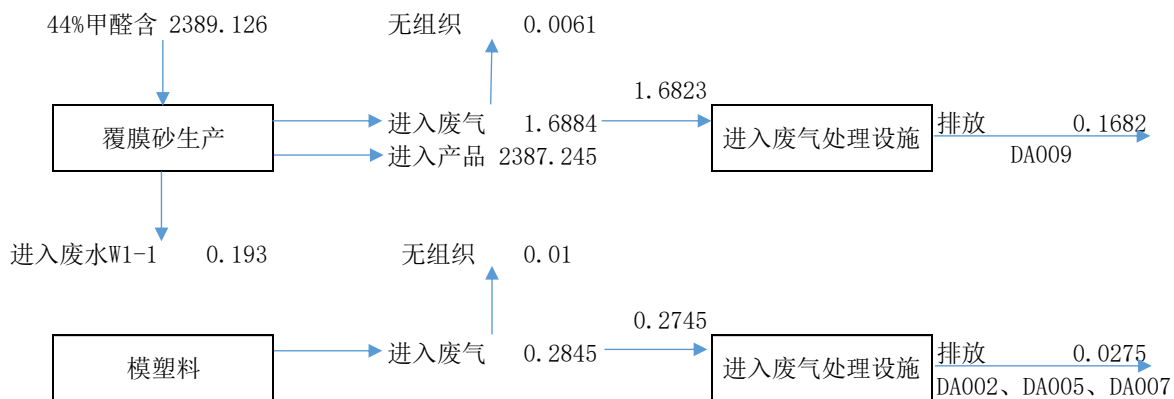 44%甲醛含 2389.126
无组织 0.0061
1.6823
覆膜砂生产
进入废气 1.6884
进入产品 2387.245
进入废气处理设施
排放 0.1682
DA009
进入废水W1-1 0.193
无组织 0.01
0.2745
模塑料
进入废气 0.2845
进入废气处理设施
排放 0.0275
DA002、DA005、DA007